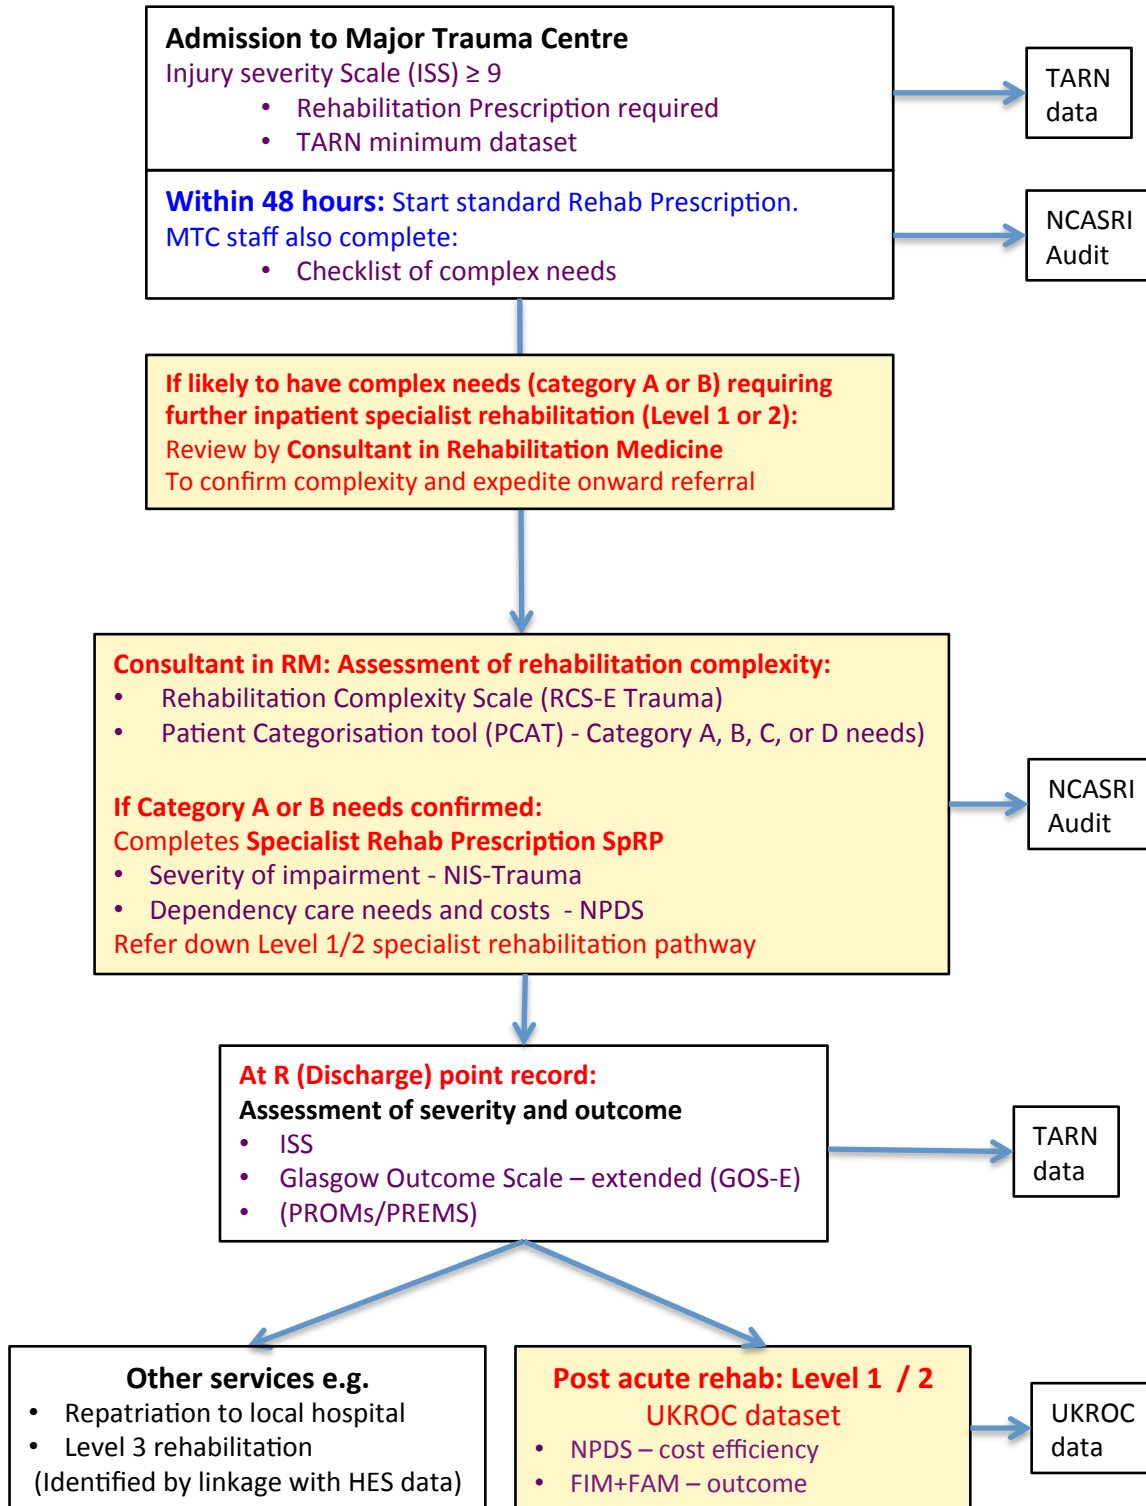 Admission to Major Trauma Centre
Injury severity Scale (ISS) ≥ 9
• Rehabilitation Prescription required
• TARN minimum dataset
TARN
data
Within 48 hours: Start standard Rehab Prescription.
MTC staff also complete:
• Checklist of complex needs
NCASRI
Audit
If likely to have complex needs (category A or B) requiring
further inpatient specialist rehabilitation (Level 1 or 2):
Review by Consultant in Rehabilitation Medicine
To confirm complexity and expedite onward referral
Consultant in RM: Assessment of rehabilitation complexity:
• Rehabilitation Complexity Scale (RCS-E Trauma)
• Patient Categorisation tool (PCAT) - Category A, B, C, or D needs)
If Category A or B needs confirmed:
Completes Specialist Rehab Prescription SpRP
• Severity of impairment - NIS-Trauma
• Dependency care needs and costs - NPDS
Refer down Level 1/2 specialist rehabilitation pathway
NCASRI
Audit
At R (Discharge) point record:
Assessment of severity and outcome
• ISS
• Glasgow Outcome Scale – extended (GOS-E)
• (PROMs/PREMS)
TARN
data
Other services e.g.
• Repatriation to local hospital
• Level 3 rehabilitation
(Identified by linkage with HES data)
Post acute rehab: Level 1 / 2
UKROC dataset
• NPDS – cost efficiency
• FIM+FAM – outcome
UKROC
data